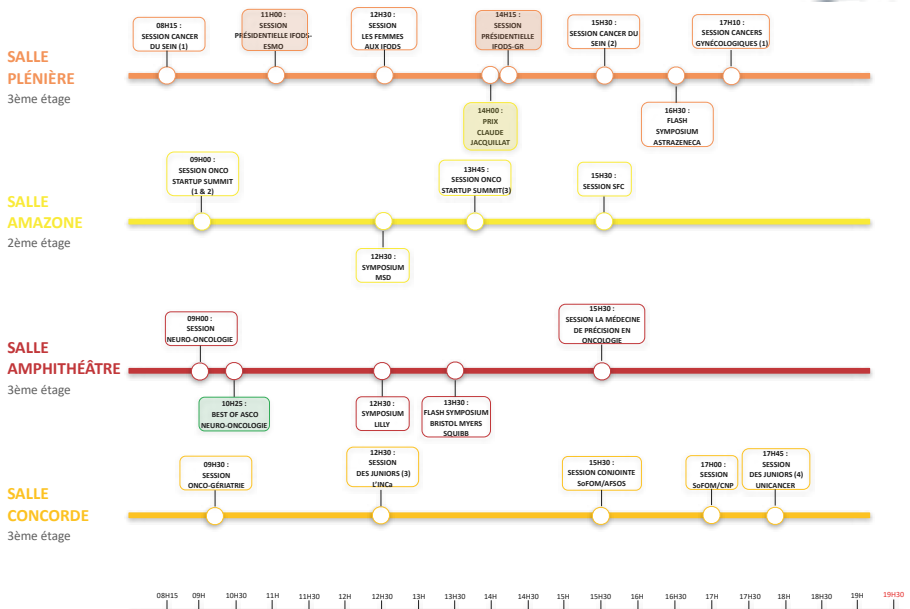 SALLE
PLÉNIÈRE
3ème étage
08H15 :
SESSION CANCER
DU SEIN (1)
11H00 :
SESSION
PRÉSIDENTIELLE IFODS-
ESMO
12H30 :
SESSION
LES FEMMES
AUX IFODS
14H00 :
PRIX
CLAUDE
JACQUILLAT
14H15 :
SESSION
PRÉSIDENTIELLE
IFODS-GR
15H30 :
SESSION CANCER DU
SEIN (2)
16H30 :
FLASH
SYMPOSIUM
ASTRAZENECA
17H10 :
SESSION CANCERS
GYNÉCOLOGIQUES (1)
SALLE
AMAZONE
2ème étage
09H00 :
SESSION ONCO
STARTUP SUMMIT
(1 & 2)
12H30 :
SYMPOSIUM
MSD
13H45 :
SESSION ONCO
STARTUP SUMMIT(3)
15H30 :
SESSION SFC
SALLE
AMPHITHÉÂTRE
3ème étage
09H00 :
SESSION
NEURO-ONCOLOGIE
10H25 :
BEST OF ASCO
NEURO-ONCOLOGIE
12H30 :
SYMPOSIUM
LILLY
13H30 :
FLASH SYMPOSIUM
BRISTOL MYERS
SQUIBB
15H30 :
SESSION LA MÉDECINE
DE PRÉCISION EN
ONCOLOGIE
SALLE
CONCORDE
3ème étage
09H30 :
SESSION
ONCO-GÉRIATRIE
12H30 :
SESSION
DES JUNIORS (3)
L'INCa
15H30 :
SESSION CONJOINTE
SoFOM/AFSOS
17H00 :
SESSION
SoFOM/CNP
17H45 :
SESSION
DES JUNIORS (4)
UNICANCER
08H15 09H 10H30 11H 11H30 12H 12H30 13H 13H30 14H 14H30 15H 15H30 16H 16H30 17H 17H30 18H 18H30 19H 19H30